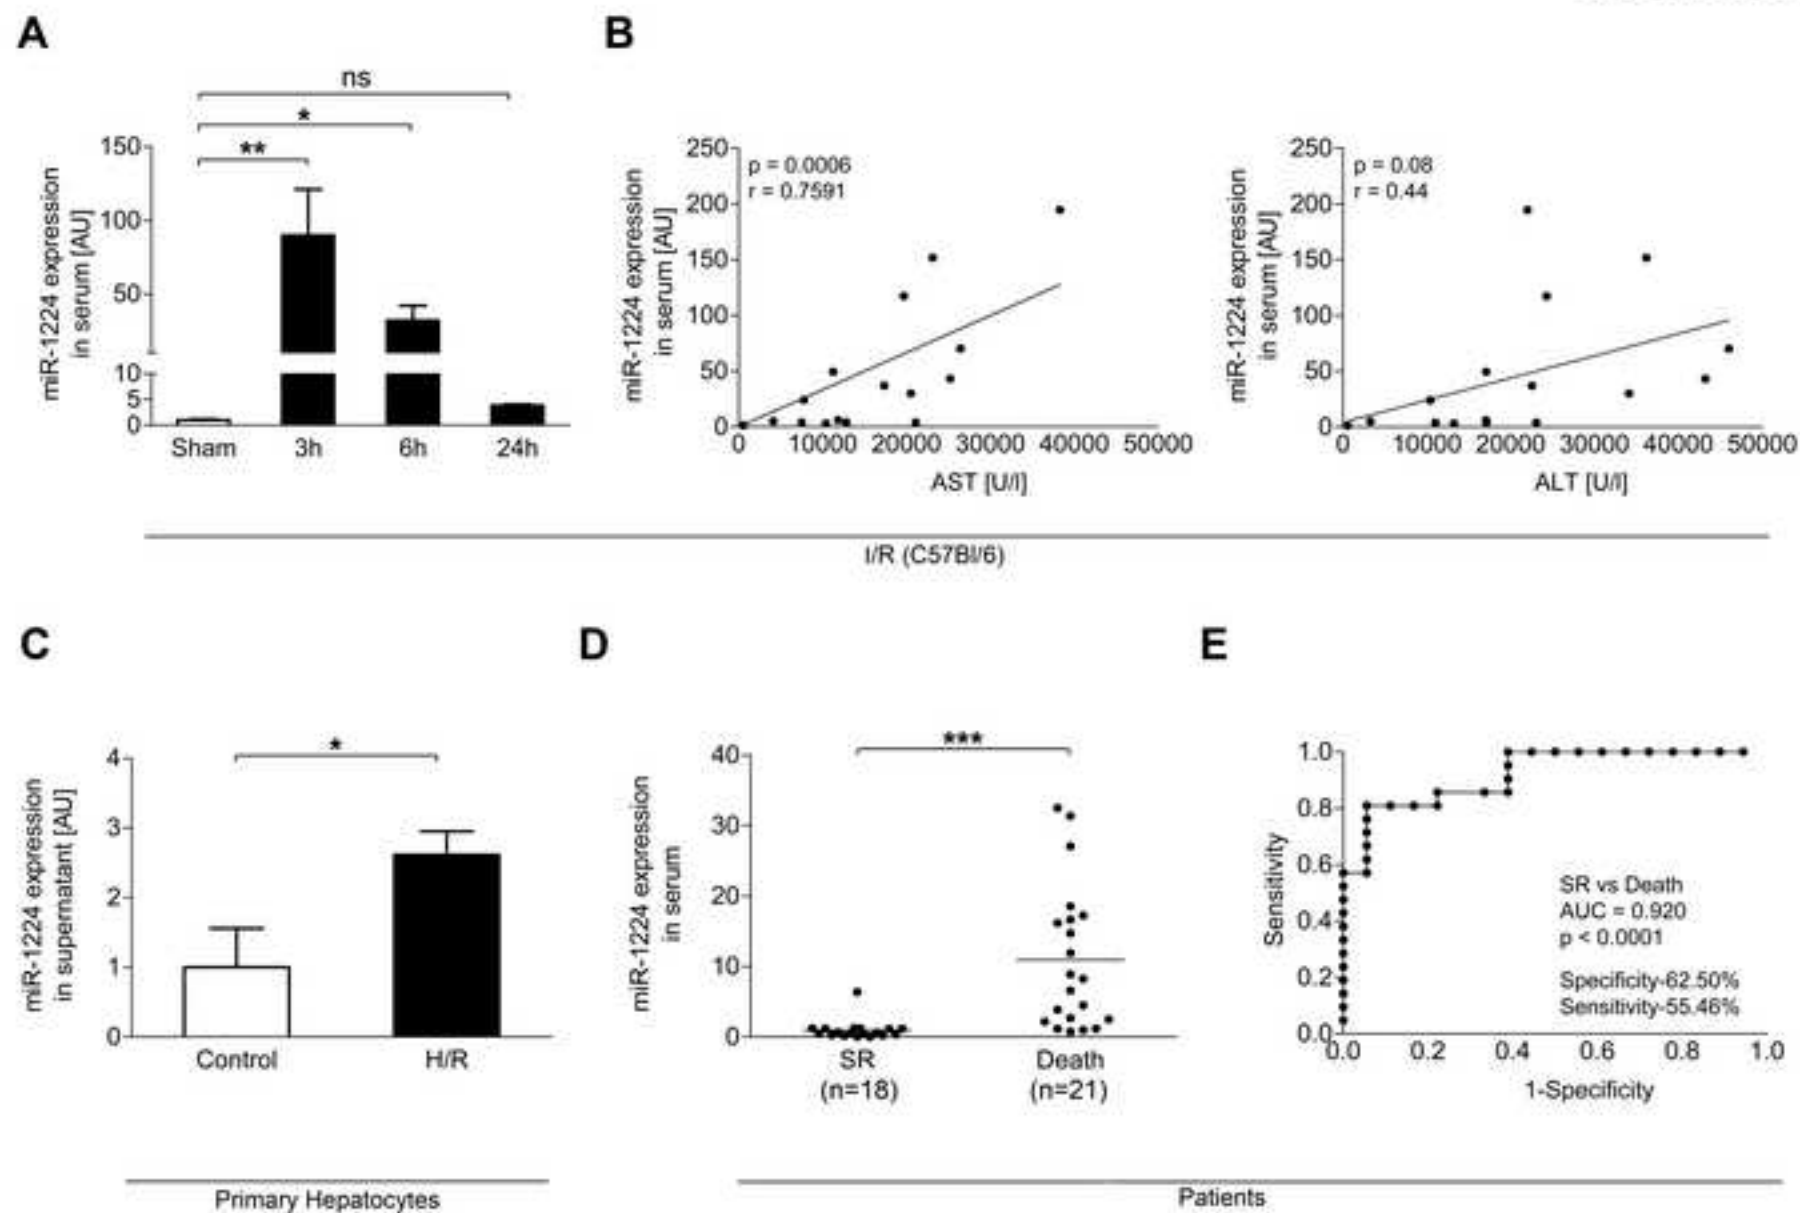 A
B
ns
*
**
150
100
50
10
5
0
miR-1224 expression
in serum [AU]
Sham
3h
6h
24h
250
200
150
100
50
0
miR-1224 expression
in serum [AU]
p = 0.0006
r = 0.7591
0 10000 20000 30000 40000 50000
AST [U/l]
250
200
150
100
50
0
miR-1224 expression
in serum [AU]
p = 0.08
r = 0.44
0 10000 20000 30000 40000 50000
ALT [U/l]
I/R (C57Bl/6)
C
D
E
*
4
3
2
1
0
miR-1224 expression
in supernatant [AU]
Control
H/R
Primary Hepatocytes
***
40
30
20
10
0
miR-1224 expression
in serum
SR
(n=18)
Death
(n=21)
1.0
0.8
0.6
0.4
0.2
0.0
Sensitivity
SR vs Death
AUC = 0.920
p < 0.0001
Specificity-62.50%
Sensitivity-55.46%
0.0 0.2 0.4 0.6 0.8 1.0
1-Specificity
Patients